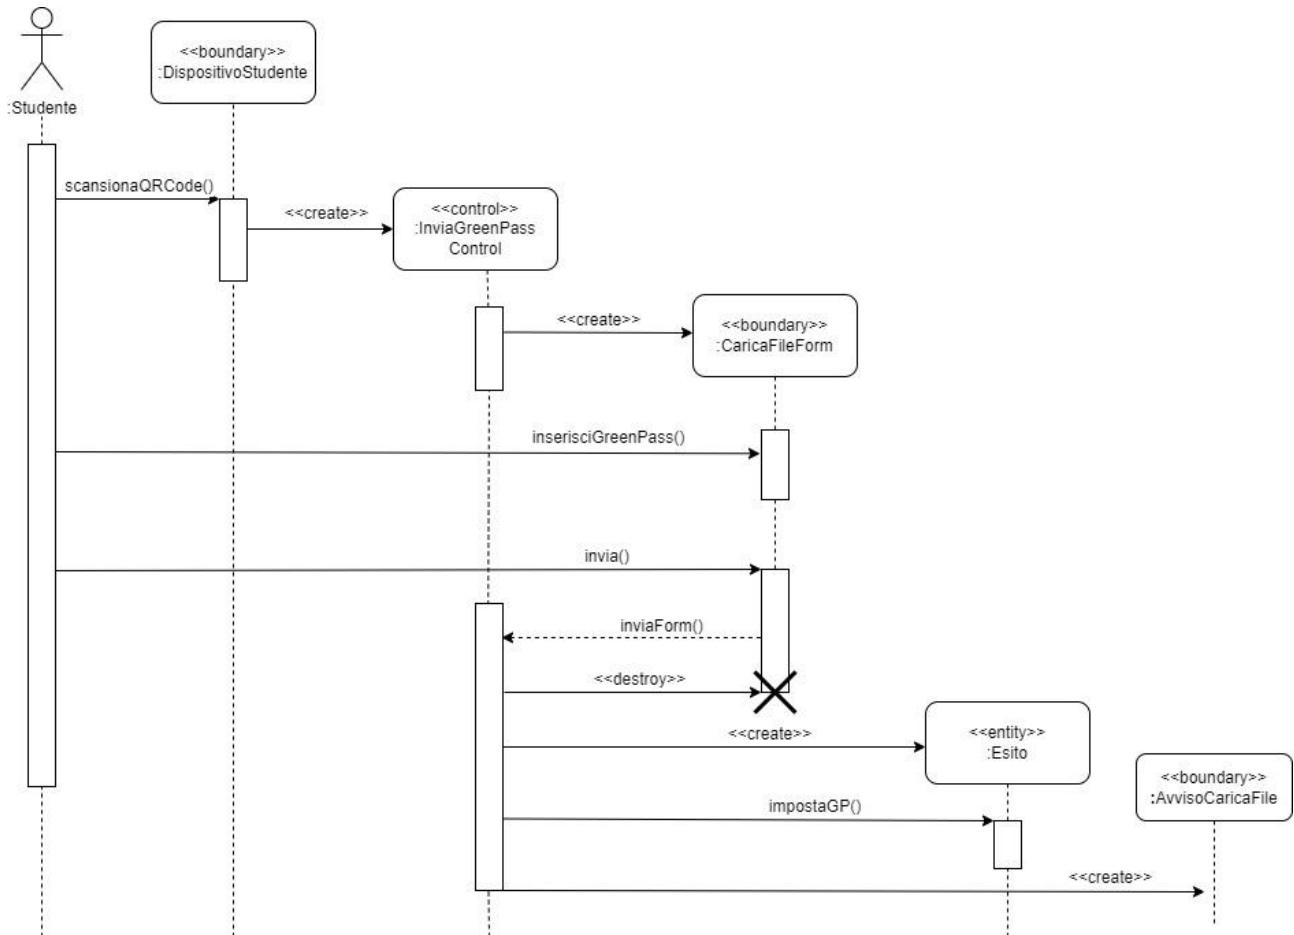 <<boundary>>
:DispositivoStudente
:Studente
scansionaQRCode()
<<create>>
<<control>>
:InviaGreenPass
Control
<<create>>
<<boundary>>
:CaricaFileForm
inserisciGreenPass()
invia()
inviaForm()
<<destroy>>
<<create>>
<<entity>>
:Esito
<<boundary>>
:AvvisoCaricaFile
impostaGP()
<<create>>